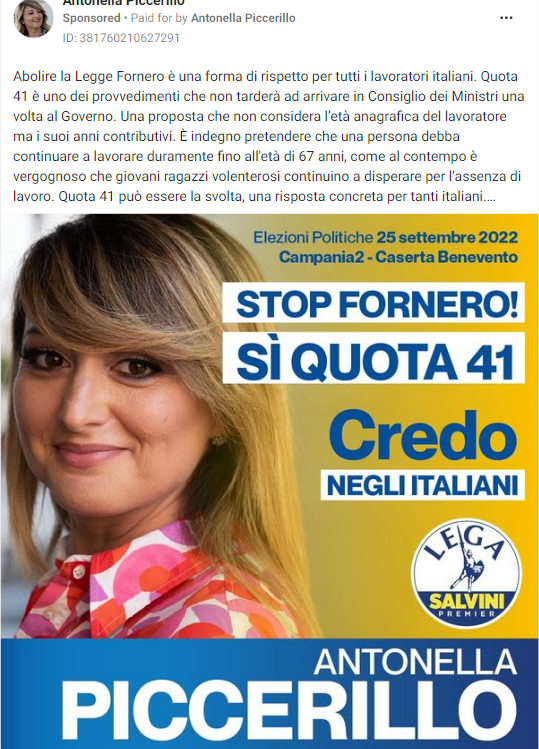 Antonella Piccerillo
Sponsored • Paid for by Antonella Piccerillo
ID: 381760210627291
Abolire la Legge Fornero è una forma di rispetto per tutti i lavoratori italiani. Quota
41 è uno dei provvedimenti che non tarderà ad arrivare in Consiglio dei Ministri una
volta al Governo. Una proposta che non considera l'età anagrafica del lavoratore
ma i suoi anni contributivi. È indegno pretendere che una persona debba
continuare a lavorare duramente fino all'età di 67 anni, come al contempo è
vergognoso che giovani ragazzi volenterosi continuino a disperare per l'assenza di
lavoro. Quota 41 può essere la svolta, una risposta concreta per tanti italiani....
Elezioni Politiche 25 settembre 2022
Campania2 - Caserta Benevento
STOP FORNERO!
SÌ QUOTA 41
Credo
NEGLI ITALIANI
LEGA
SALVINI
PREMIER
ANTONELLA
PICCERILLO